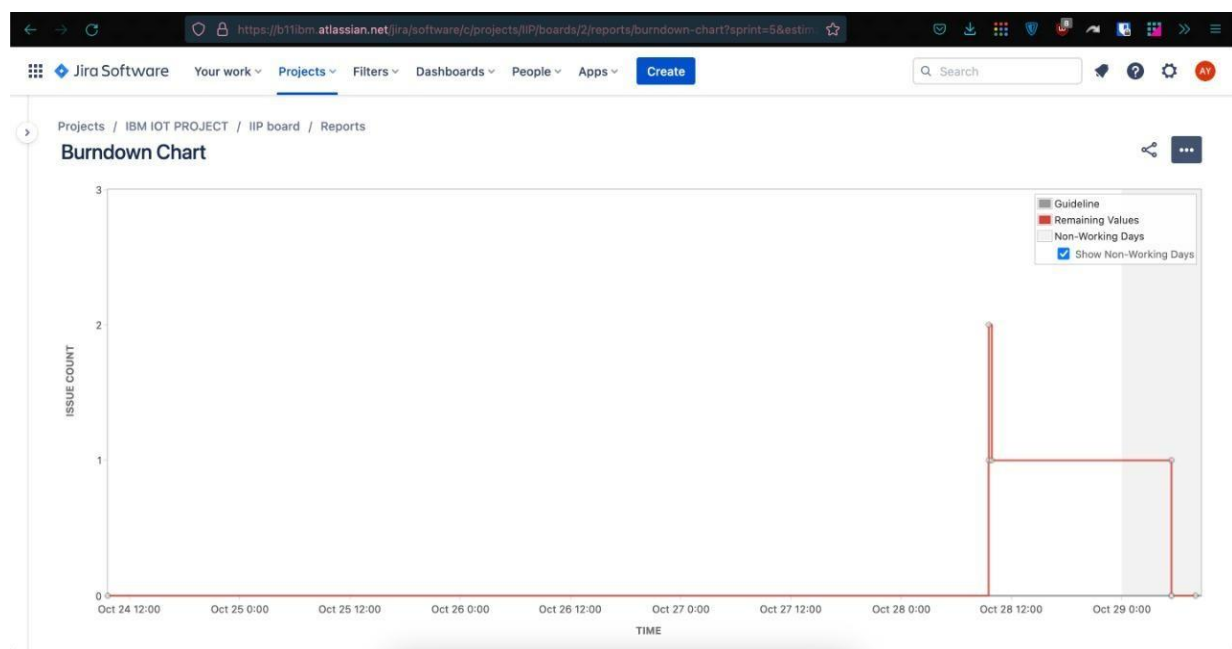 https://b11ibm.atlassian.net/jira/software/c/projects/IIP/boards/2/reports/burndown-chart?sprint=5&estim
8
Jira Software Your work Projects Filters Dashboards People Apps Create Search AY
Projects / IBM IOT PROJECT / IIP board / Reports
Burndown Chart
3
Guideline
Remaining Values
Non-Working Days
Show Non-Working Days
2
ISSUE COUNT
1
0
Oct 24 12:00 Oct 25 0:00 Oct 25 12:00 Oct 26 0:00 Oct 26 12:00 Oct 27 0:00 Oct 27 12:00 Oct 28 0:00 Oct 28 12:00 Oct 29 0:00
TIME